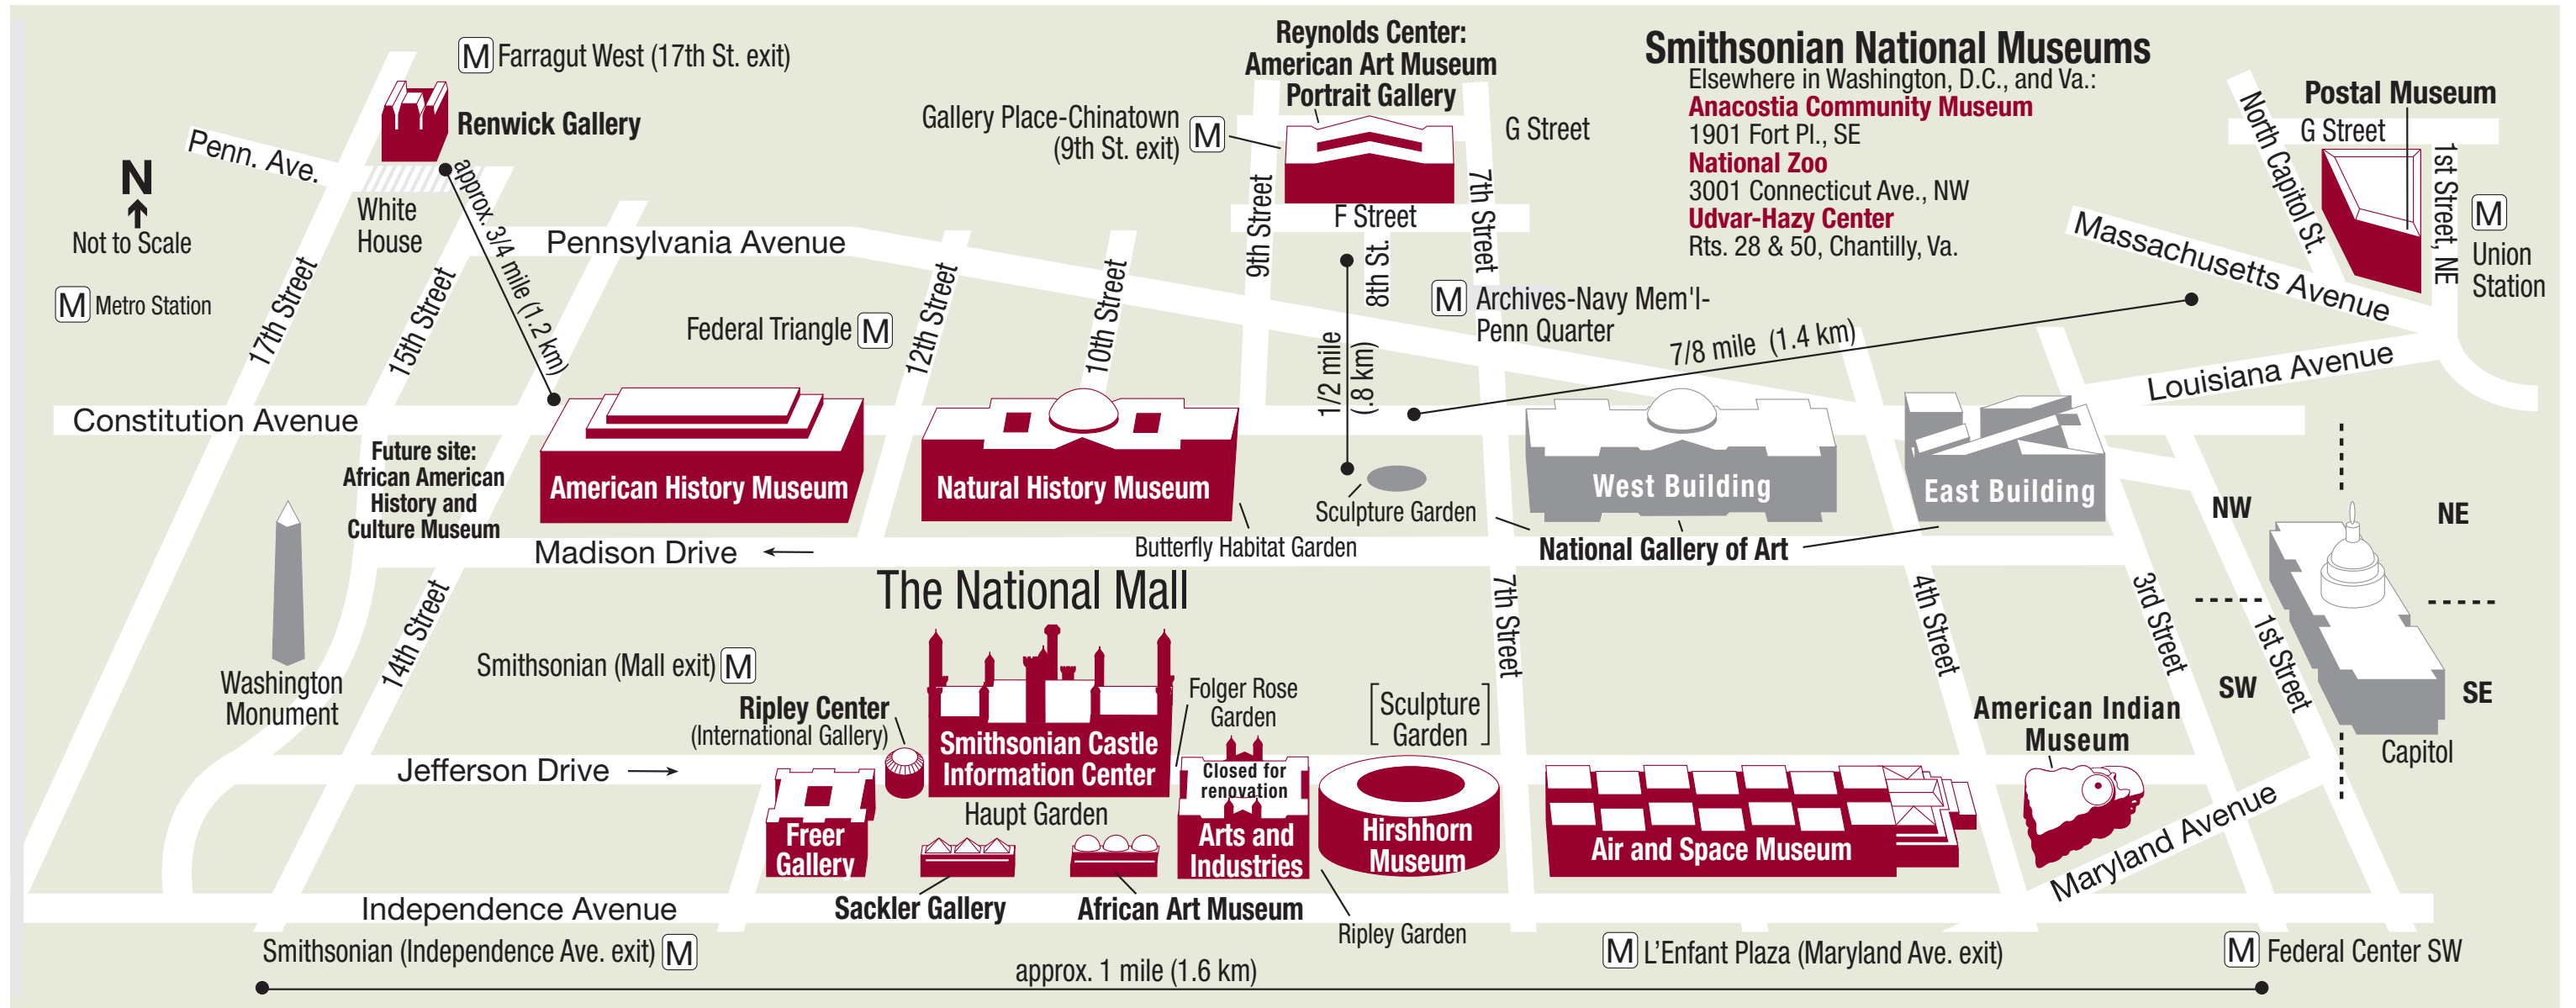 Smithsonian National Museums
Elsewhere in Washington, D.C., and Va.:
Anacostia Community Museum
1901 Fort Pl., SE
National Zoo
3001 Connecticut Ave., NW
Udvar-Hazy Center
Rts. 28 & 50, Chantilly, Va.
M Farragut West (17th St. exit)
Renwick Gallery
Penn. Ave.
N
Not to Scale
M Metro Station
White
House
approx. 3/4 mile (1.2 km)
17th Street
15th Street
Pennsylvania Avenue
Federal Triangle M
12th Street
10th Street
Reynolds Center:
American Art Museum
Portrait Gallery
Gallery Place-Chinatown
(9th St. exit)
M
G Street
9th Street
F Street
7th Street
8th St.
1/2 mile
(.8 km)
M Archives-Navy Mem'l-
Penn Quarter
7/8 mile (1.4 km)
Postal Museum
G Street
North Capitol St.
1st Street, NE
M
Union
Station
Massachusetts Avenue
Louisiana Avenue
Constitution Avenue
Future site:
African American
History and
Culture Museum
American History Museum
Natural History Museum
Sculpture Garden
Butterfly Habitat Garden
West Building
East Building
National Gallery of Art
Madison Drive
The National Mall
NW
NE
SW
SE
Capitol
Washington
Monument
14th Street
7th Street
4th Street
3rd Street
1st Street
Smithsonian (Mall exit) M
Ripley Center
(International Gallery)
Smithsonian Castle
Information Center
Folger Rose
Garden
Sculpture
Garden
American Indian
Museum
Jefferson Drive
Freer
Gallery
Haupt Garden
Closed for
renovation
Arts and
Industries
Hirshhorn
Museum
Air and Space Museum
Maryland Avenue
Independence Avenue
Sackler Gallery
African Art Museum
Ripley Garden
Smithsonian (Independence Ave. exit) M
M L'Enfant Plaza (Maryland Ave. exit)
M Federal Center SW
approx. 1 mile (1.6 km)